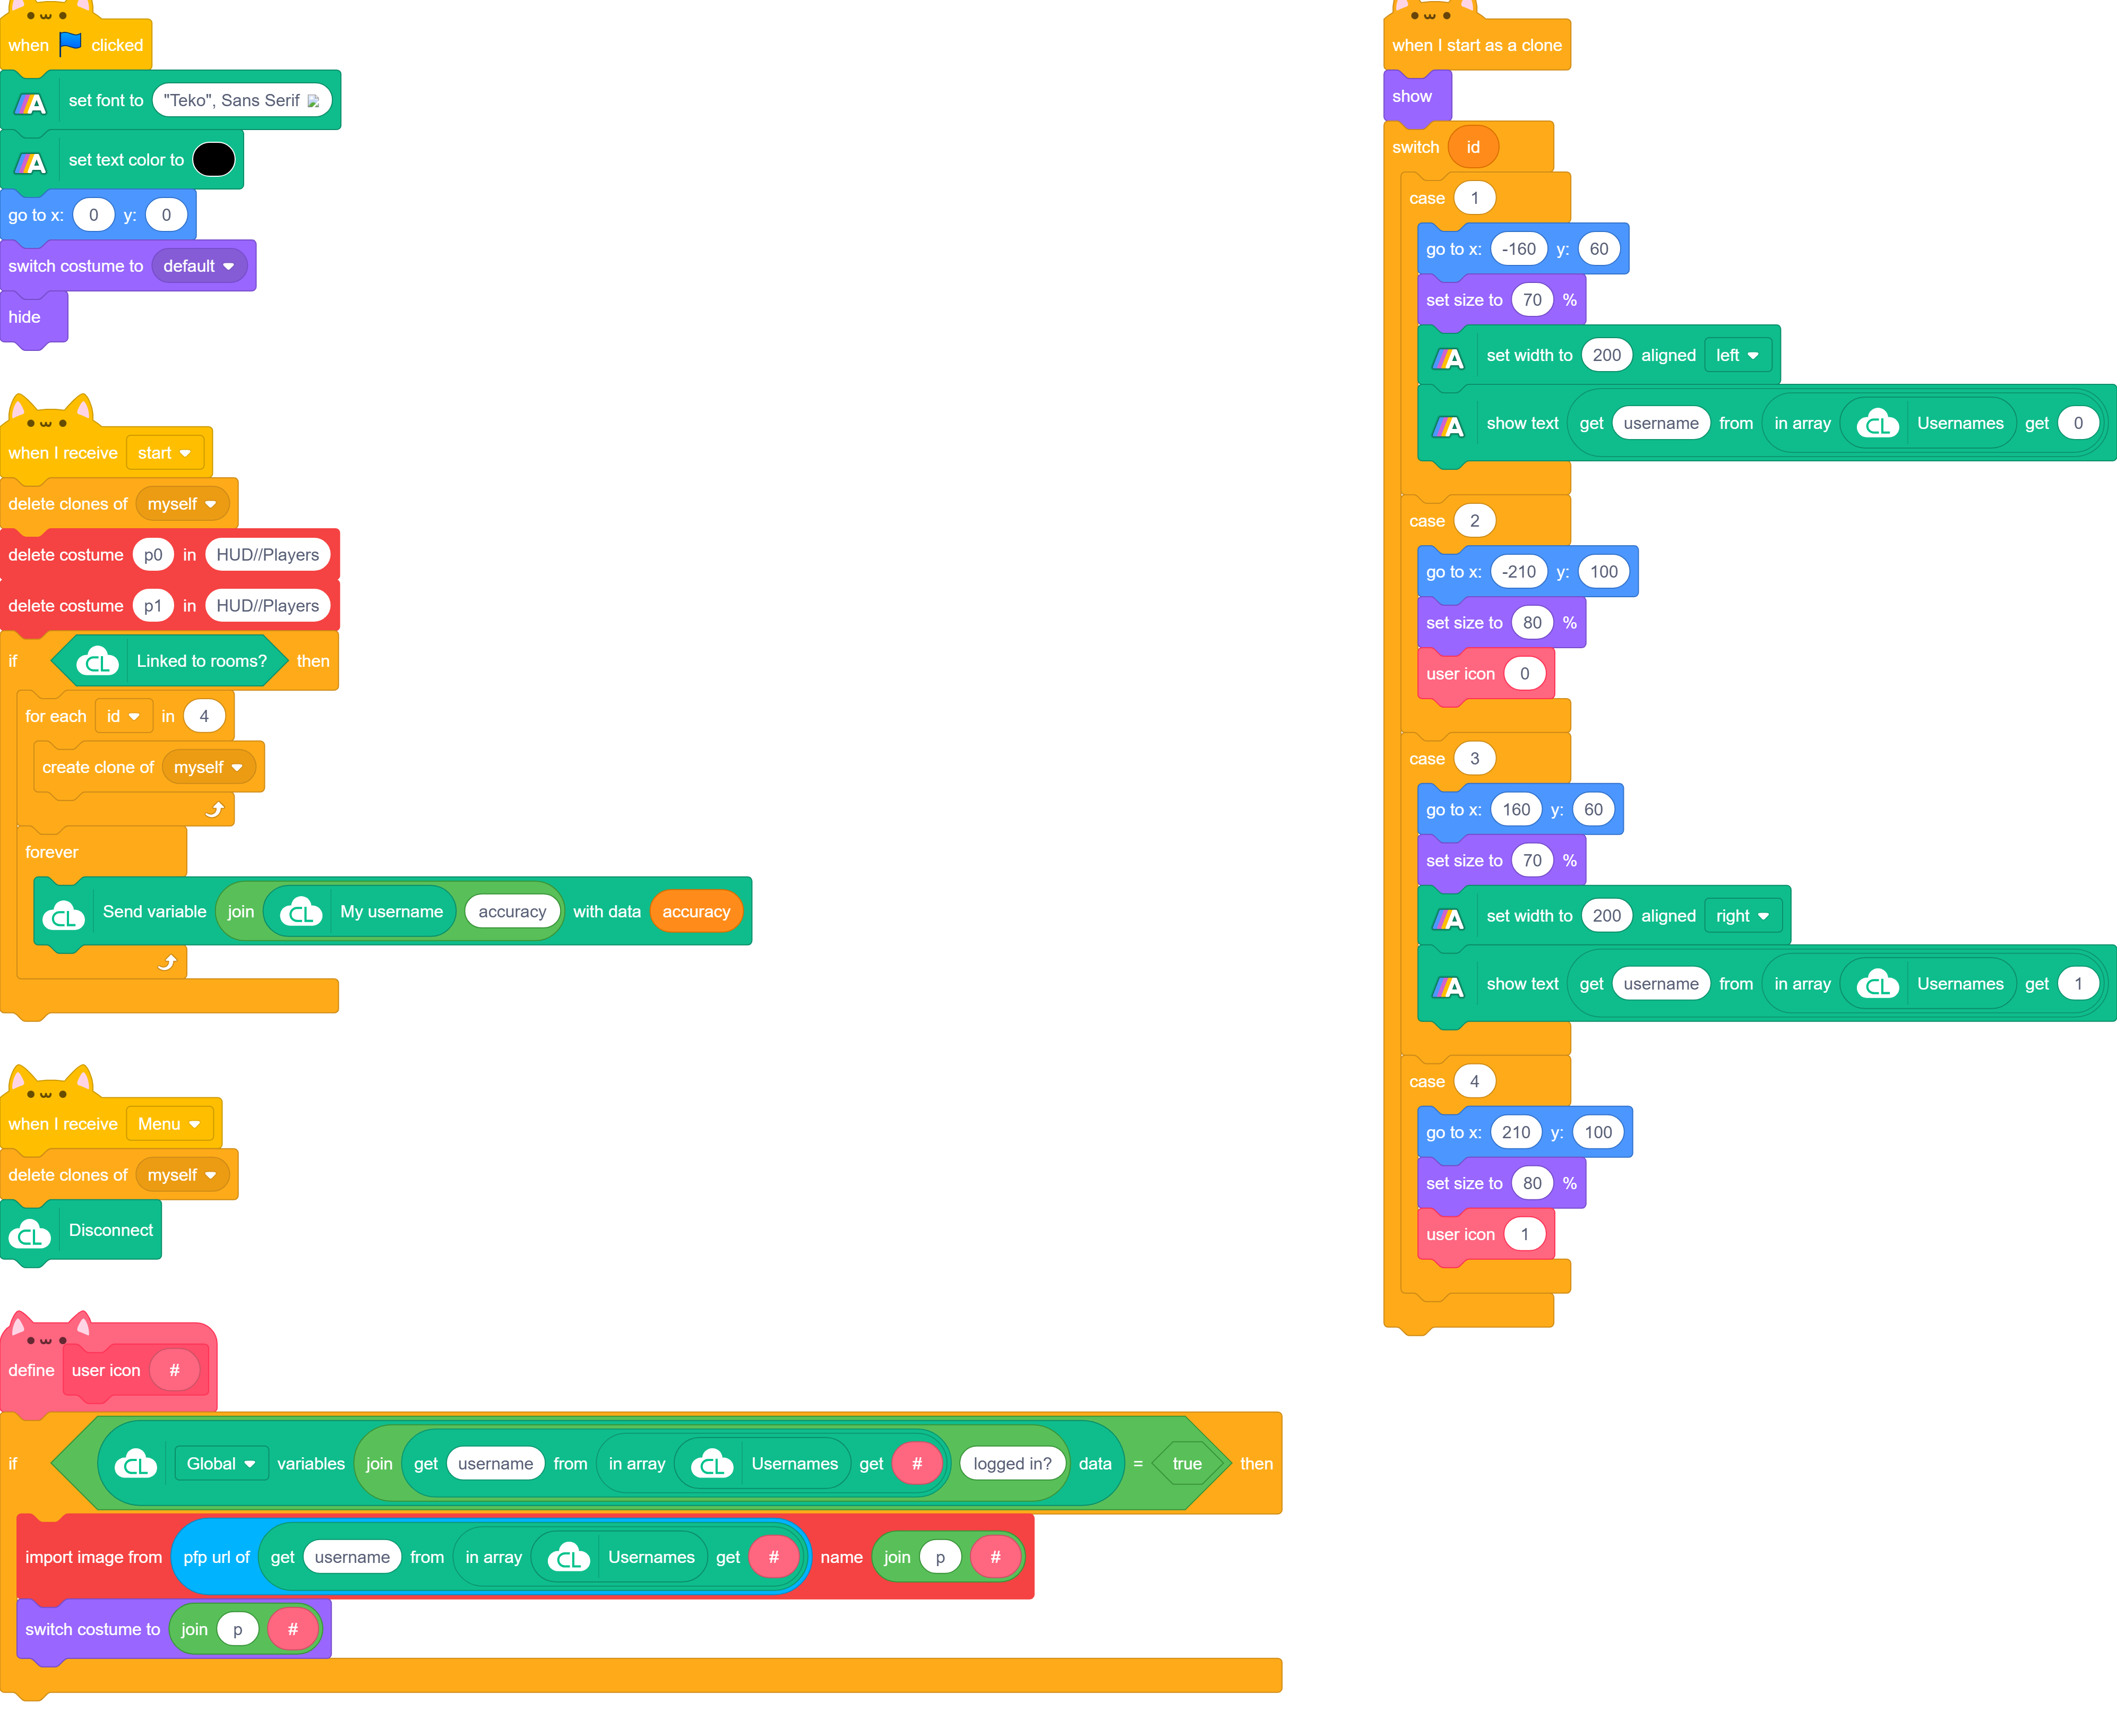 when clicked
A set font to "Teko", Sans Serif
A set text color to
go to x: 0 y: 0
switch costume to default
hide
when I receive start
delete clones of myself
delete costume p0 in HUD//Players
delete costume p1 in HUD//Players
if CL Linked to rooms? then
for each id in 4
create clone of myself
forever
CL Send variable join CL My username accuracy with data accuracy
when I receive Menu
delete clones of myself
CL Disconnect
define user icon #
if CL Global variables join get username from in array CL Usernames get # logged in? data = true then
import image from pfp url of get username from in array CL Usernames get # name join p #
switch costume to join p #
when I start as a clone
show
switch id
case 1
go to x: -160 y: 60
set size to 70 %
A set width to 200 aligned left
A show text get username from in array CL Usernames get 0
case 2
go to x: -210 y: 100
set size to 80 %
user icon 0
case 3
go to x: 160 y: 60
set size to 70 %
A set width to 200 aligned right
A show text get username from in array CL Usernames get 1
case 4
go to x: 210 y: 100
set size to 80 %
user icon 1